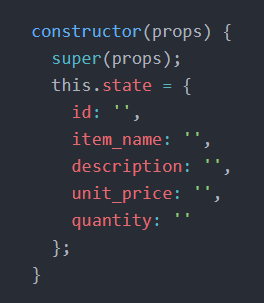 constructor(props) {
super(props);
this.state = {
id: '',
item_name: '',
description: '',
unit_price: '',
quantity: ''
};
}